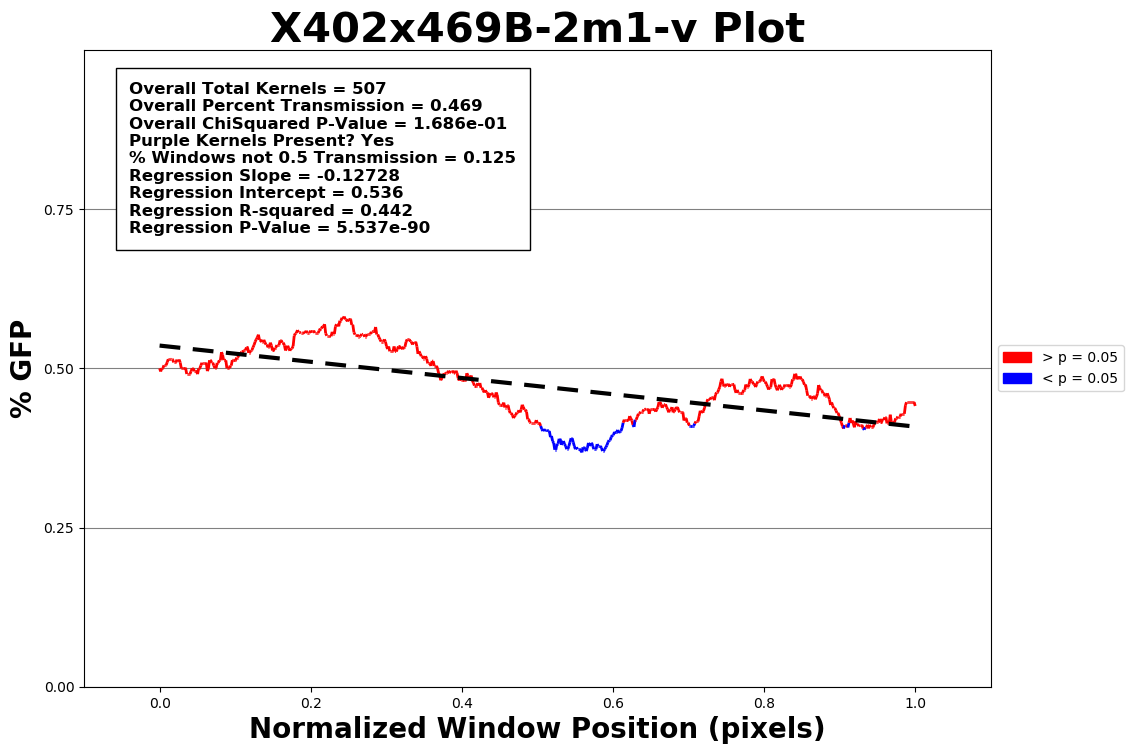 X402x469B-2m1-v Plot
Overall Total Kernels = 507
Overall Percent Transmission = 0.469
Overall ChiSquared P-Value = 1.686e-01
Purple Kernels Present? Yes
% Windows not 0.5 Transmission = 0.125
Regression Slope = -0.12728
Regression Intercept = 0.536
Regression R-squared = 0.442
Regression P-Value = 5.537e-90
% GFP
0.75
0.50
0.25
0.00
> p = 0.05
< p = 0.05
0.0 0.2 0.4 0.6 0.8 1.0
Normalized Window Position (pixels)